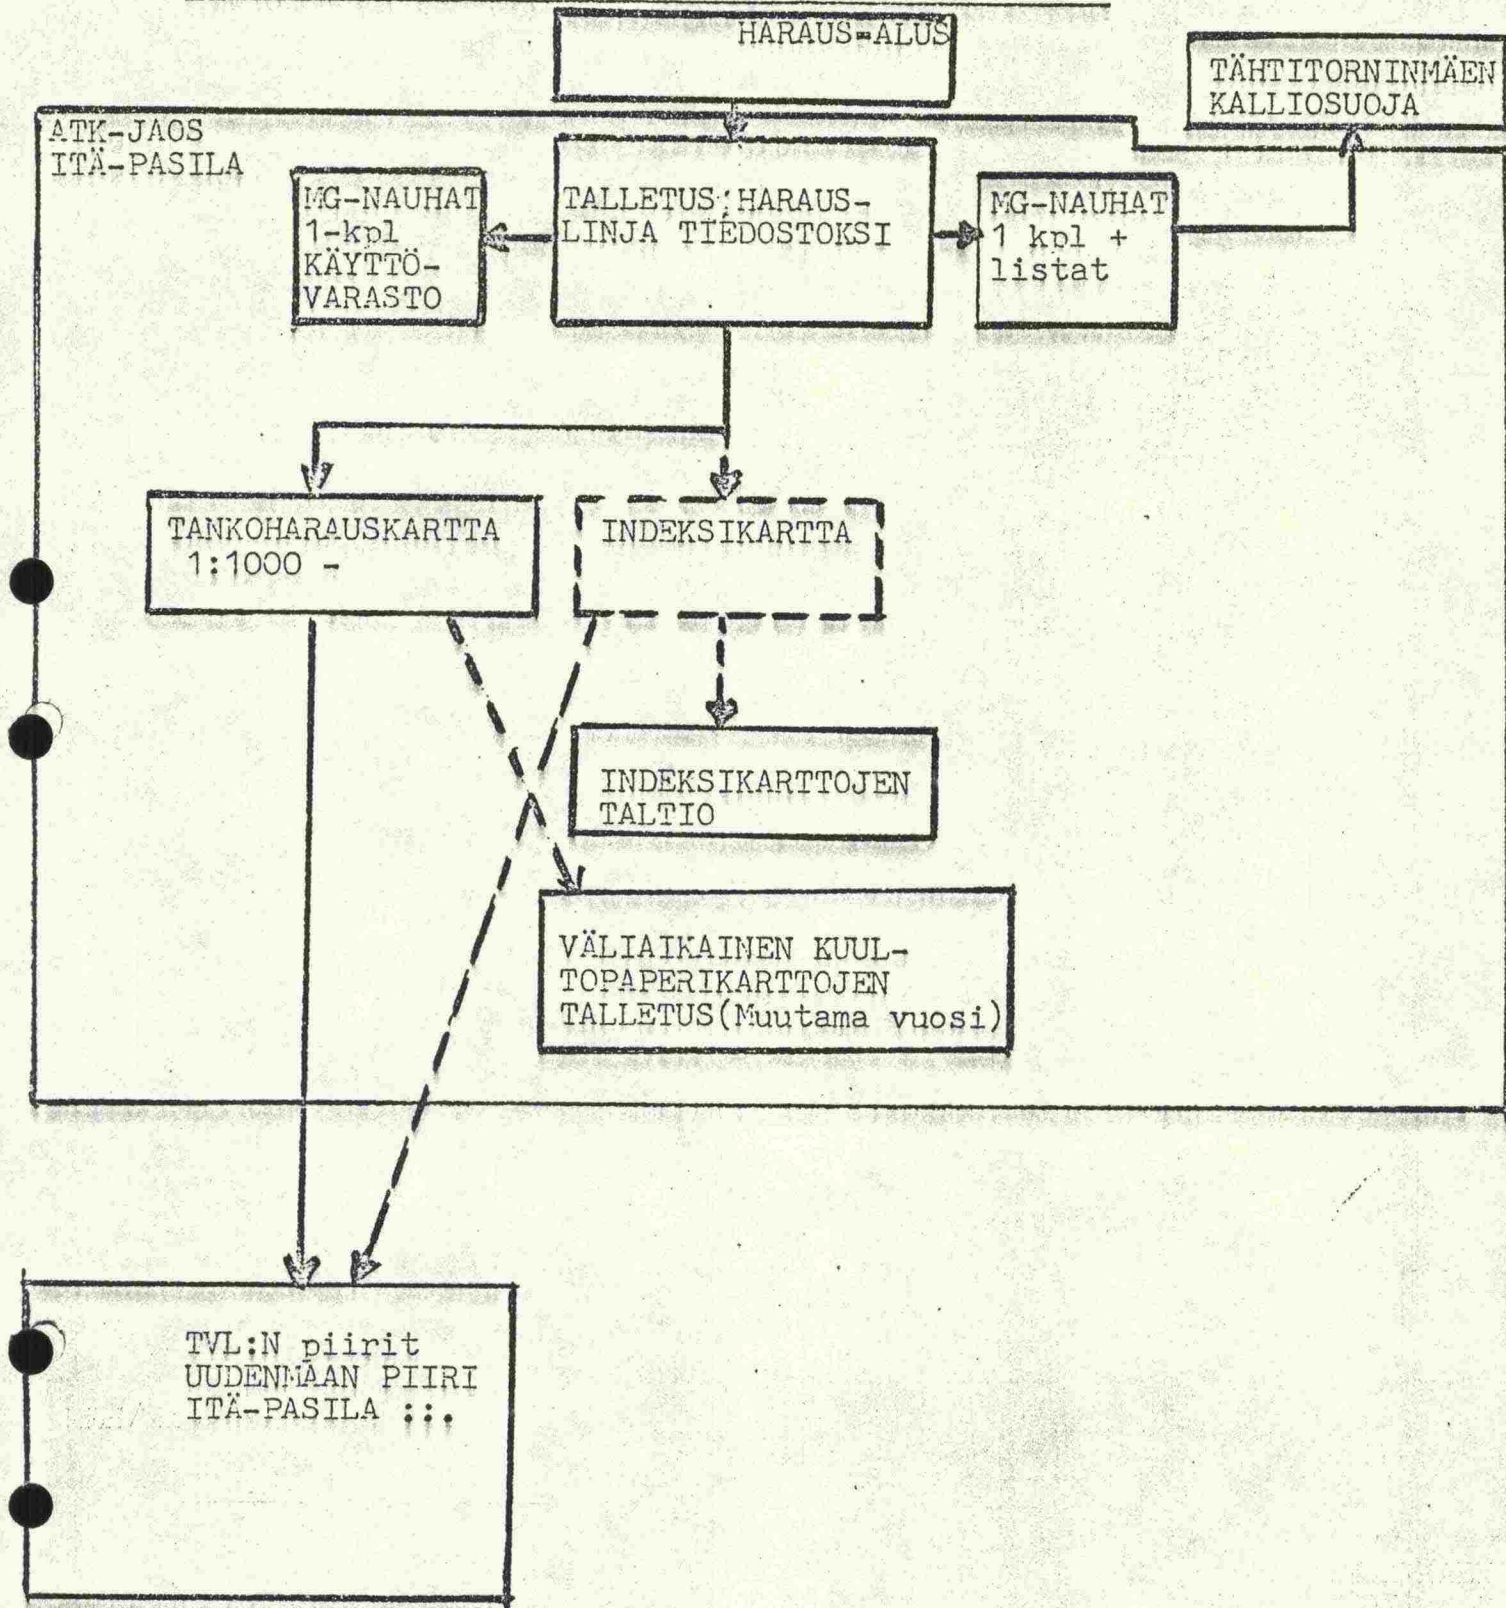 HARAUS-ALUS
TÄHTITORNINMÄEN
KALLIOSUOJA
ATK-JAOS
ITÄ-PASILA
MG-NAUHAT
1-kpl
KÄYTTÖ-
VARASTO
TALLETUS;HARAUS-
LINJA TIEDOSTOKSI
MG-NAUHAT
1 kpl +
listat
TANKOHARAUSKARTTA
1:1000 -
INDEKSIKARTTA
INDEKSIKARTTOJEN
TALTIO
VÄLIAIKAINEN KUUL-
TOPAPERIKARTTOJEN
TALLETUS(Muutama vuosi)
TVL:N piirit
UUDENMAAN PIIRI
ITÄ-PASILA ::.